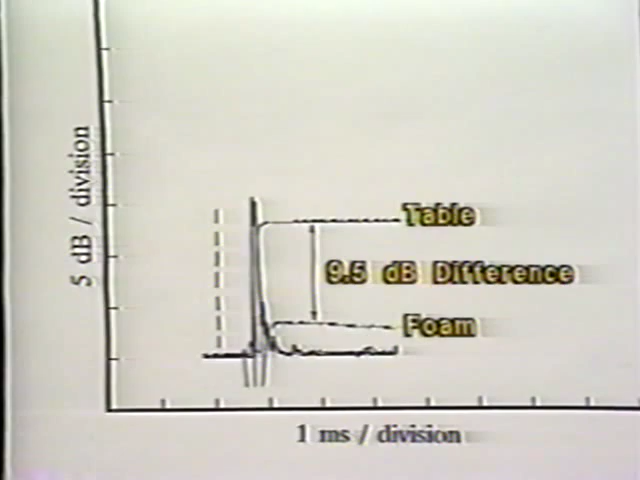 5 dB / division
Table
9.5 dB Difference
Foam
1 ms / division